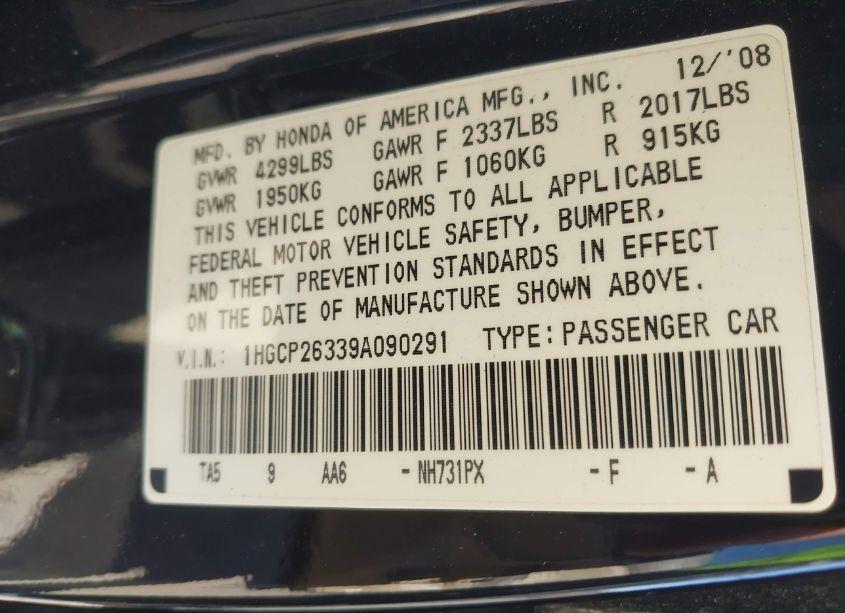 MFD. BY HONDA OF AMERICA MFG., INC. 12/'08
GVWR 4299LBS GAWR F 2337LBS R 2017LBS
GVWR 1950KG GAWR F 1060KG R 915KG
THIS VEHICLE CONFORMS TO ALL APPLICABLE
FEDERAL MOTOR VEHICLE SAFETY, BUMPER,
AND THEFT PREVENTION STANDARDS IN EFFECT
ON THE DATE OF MANUFACTURE SHOWN ABOVE.
V.I.N.: 1HGCP26339A090291 TYPE:PASSENGER CAR
TA5 9 AA6 -NH731PX -F -A